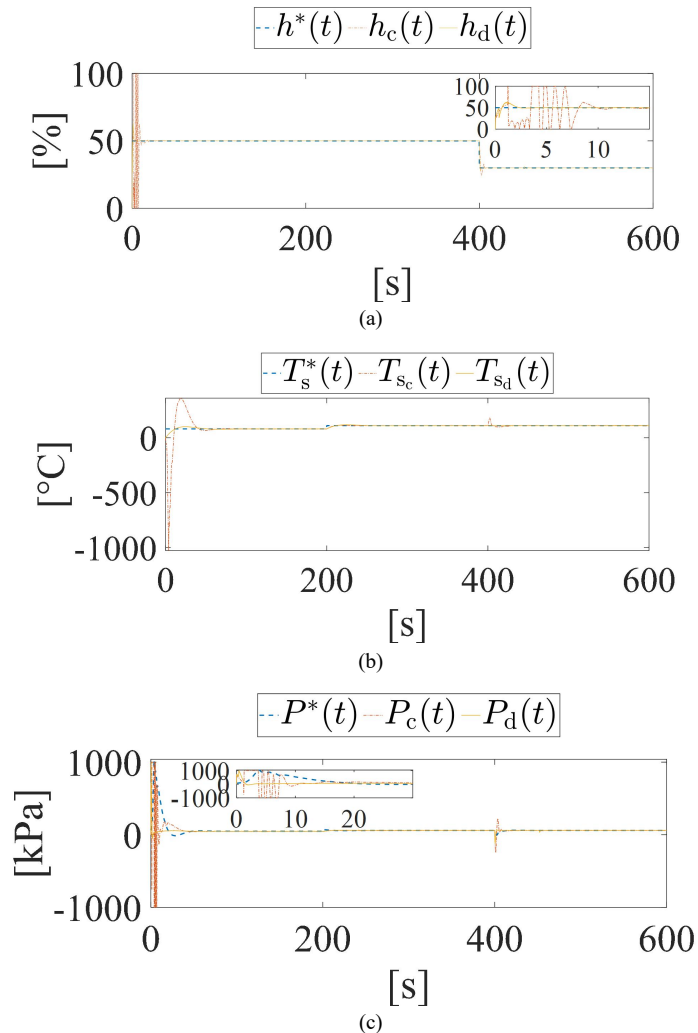 h*(t) h_c(t) h_d(t)
100
50
0
[%]
100
50
0
0 5 10
0 200 400 600
[s]
(a)
T_s*(t) T_{s_c}(t) T_{s_d}(t)
0
-500
-1000
[°C]
0 200 400 600
[s]
(b)
P*(t) P_c(t) P_d(t)
1000
0
-1000
[kPa]
1000
0
-1000
0 10 20
0 200 400 600
[s]
(c)